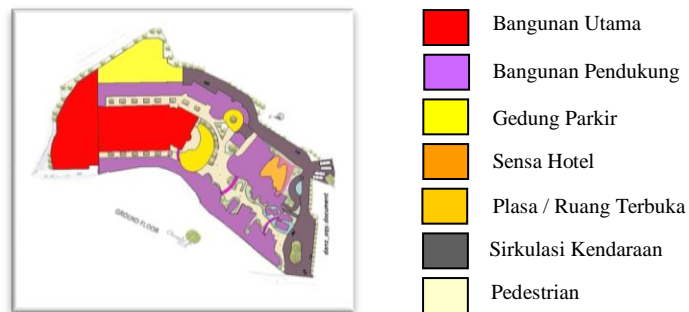 Bangunan Utama
Bangunan Pendukung
Gedung Parkir
Sensa Hotel
Plasa / Ruang Terbuka
Sirkulasi Kendaraan
Pedestrian
GROUND FLOOR